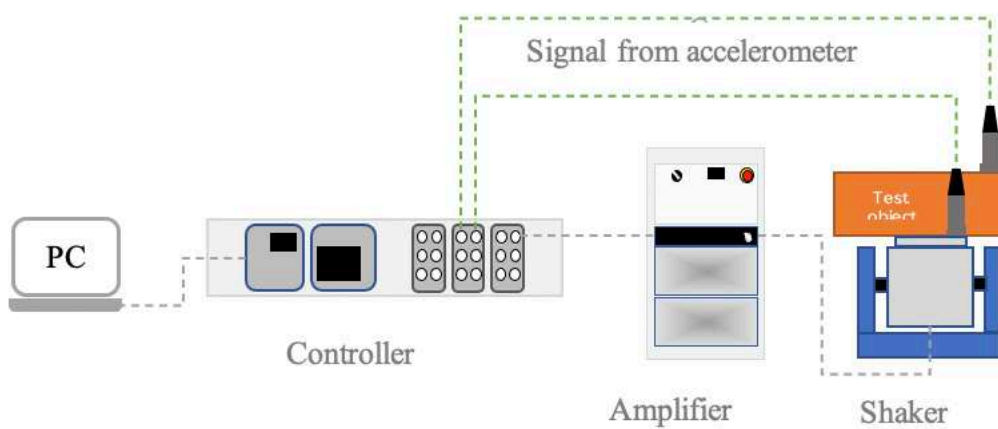 Signal from accelerometer
Test
object
PC
Controller
Amplifier
Shaker